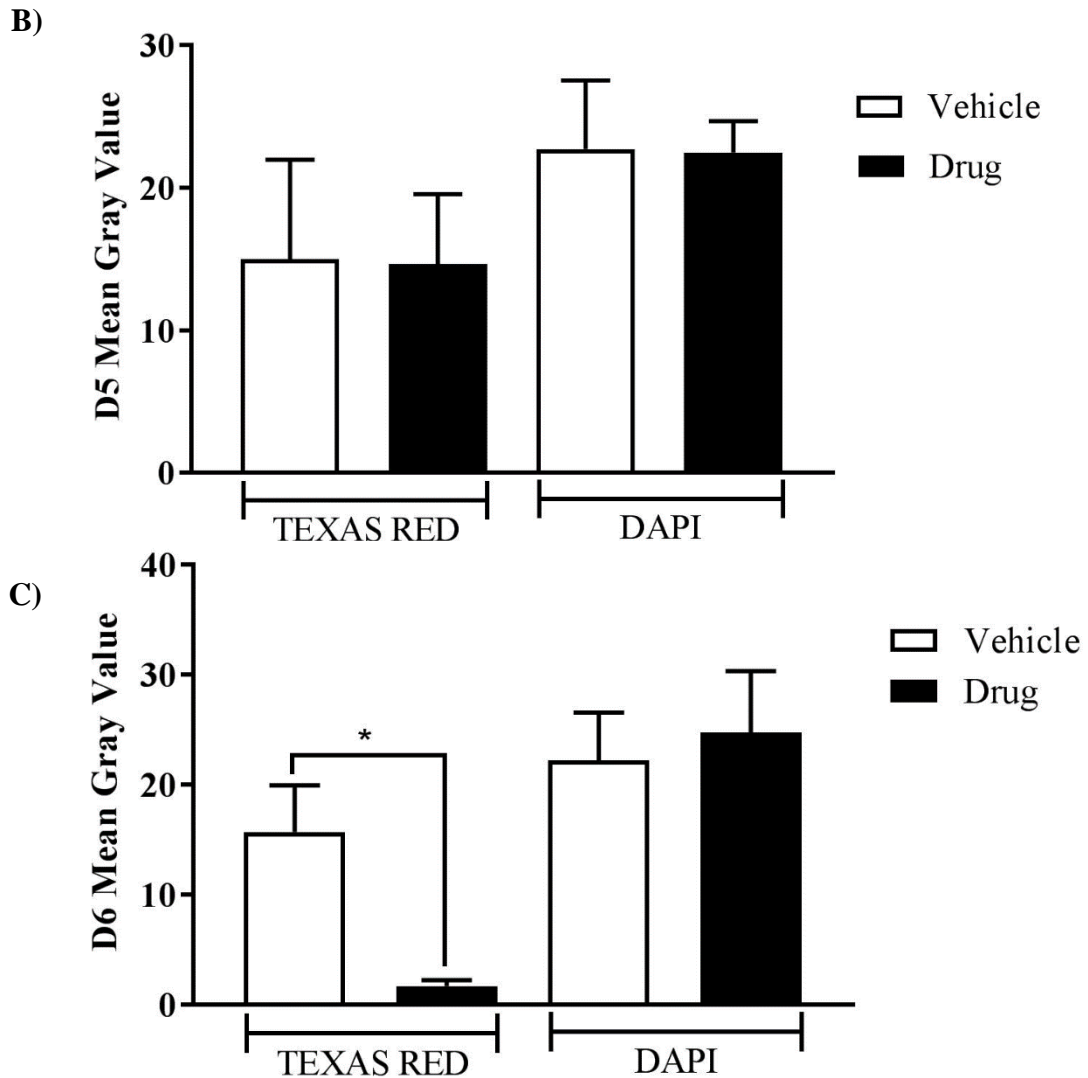 B)
D5 Mean Gray Value
30
20
10
0
Vehicle
Drug
TEXAS RED
DAPI
C)
D6 Mean Gray Value
40
30
20
10
0
*
Vehicle
Drug
TEXAS RED
DAPI